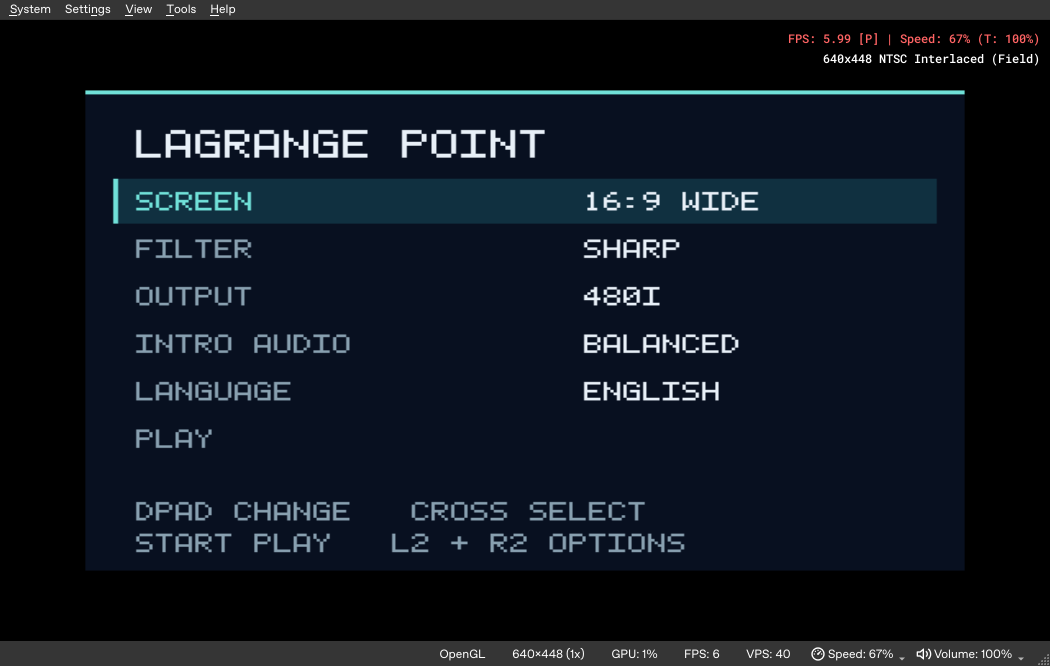 System Settings View Tools Help
FPS: 5.99 [P] | Speed: 67% (T: 100%)
640x448 NTSC Interlaced (Field)
LAGRANGE POINT
SCREEN 16:9 WIDE
FILTER SHARP
OUTPUT 480I
INTRO AUDIO BALANCED
LANGUAGE ENGLISH
PLAY
DPAD CHANGE CROSS SELECT
START PLAY L2 + R2 OPTIONS
OpenGL 640×448 (1x) GPU: 1% FPS: 6 VPS: 40 Speed: 67% Volume: 100%